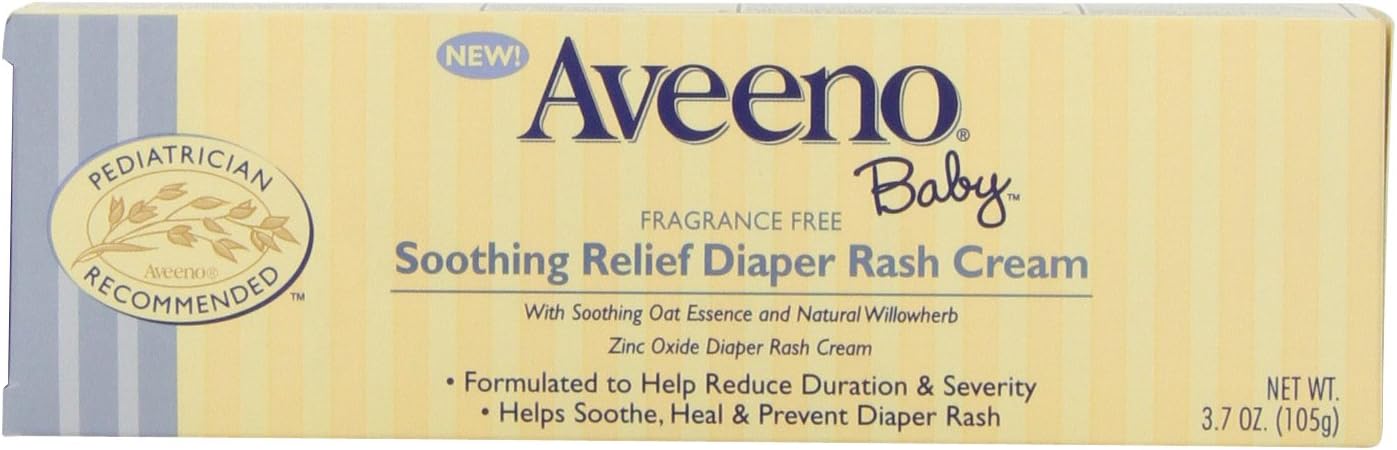 NEW!
Aveeno®
Baby™
PEDIATRICIAN
Aveeno®
RECOMMENDED™
FRAGRANCE FREE
Soothing Relief Diaper Rash Cream
With Soothing Oat Essence and Natural Willowherb
Zinc Oxide Diaper Rash Cream
• Formulated to Help Reduce Duration & Severity
• Helps Soothe, Heal & Prevent Diaper Rash
NET WT.
3.7 OZ. (105g)